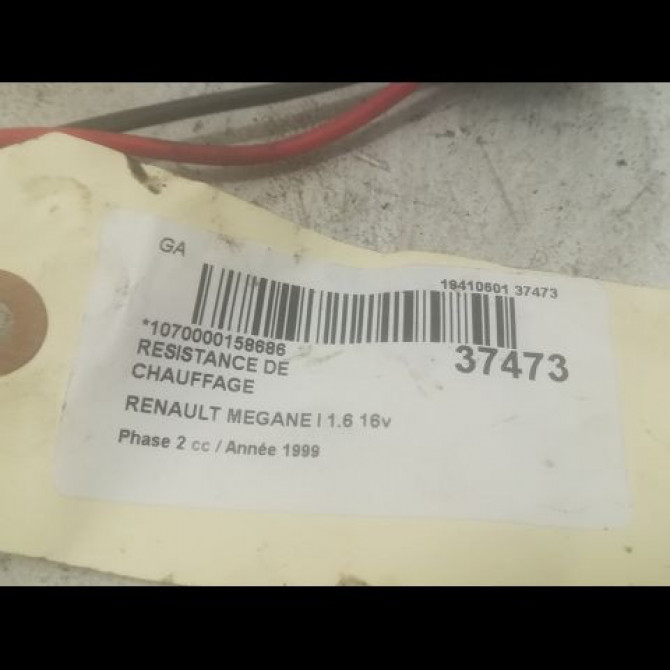 GA
19410601 37473
*1070000158686
37473
RESISTANCE DE
CHAUFFAGE
RENAULT MEGANE I 1.6 16v
Phase 2 cc / Année 1999